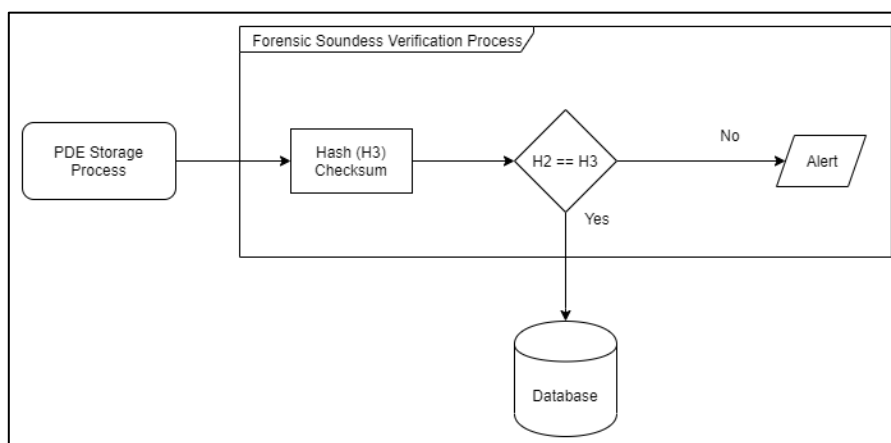 Forensic Soundess Verification Process
PDE Storage
Process
Hash (H3)
Checksum
H2 == H3
No
Alert
Yes
Database